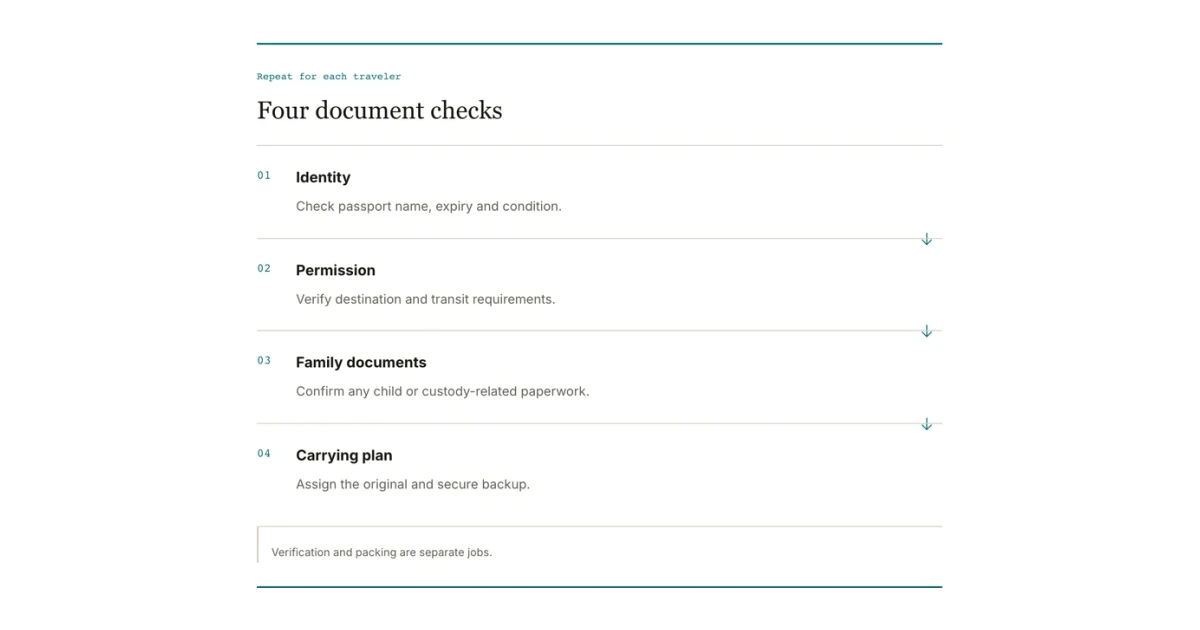 Repeat for each traveler
Four document checks
01
Identity
Check passport name, expiry and condition.
02
Permission
Verify destination and transit requirements.
03
Family documents
Confirm any child or custody-related paperwork.
04
Carrying plan
Assign the original and secure backup.
Verification and packing are separate jobs.